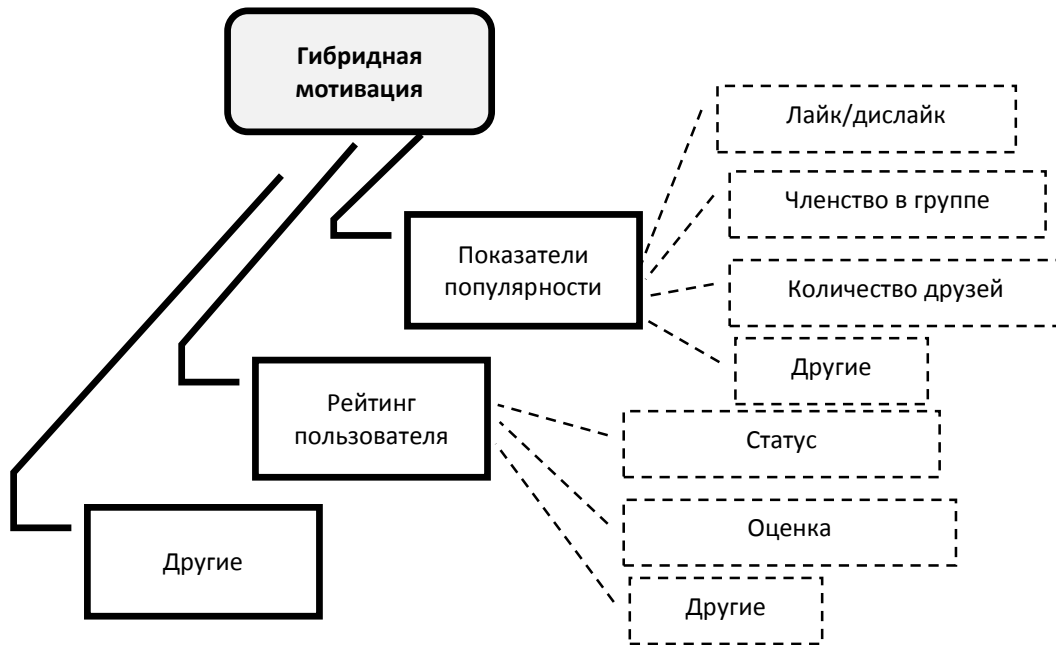 Гибридная
мотивация
Лайк/дислайк
Членство в группе
Показатели
популярности
Количество друзей
Другие
Рейтинг
пользователя
Статус
Оценка
Другие
Другие